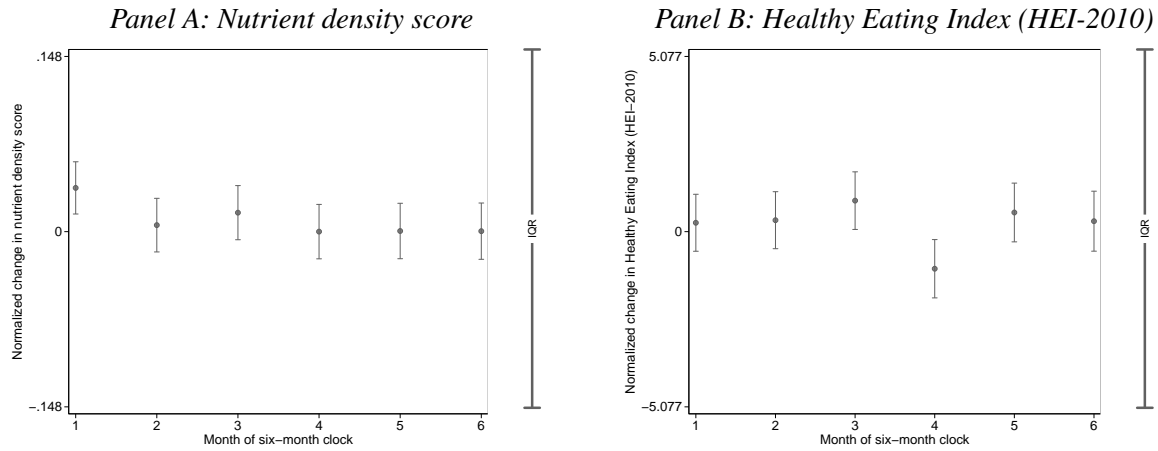 Panel A: Nutrient density score
Normalized change in nutrient density score
.148
0
−.148
1 2 3 4 5 6
Month of six−month clock
IQR
Panel B: Healthy Eating Index (HEI-2010)
Normalized change in Healthy Eating Index (HEI−2010)
5.077
0
−5.077
1 2 3 4 5 6
Month of six−month clock
IQR